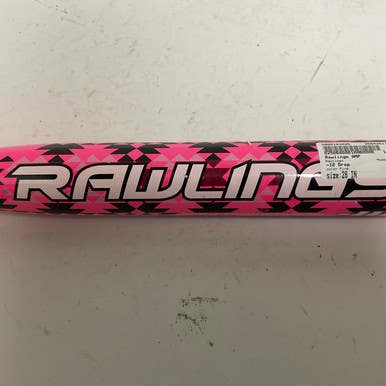 RAWLINGS
Rawlings AMP
-10 Drop
size:28 IN